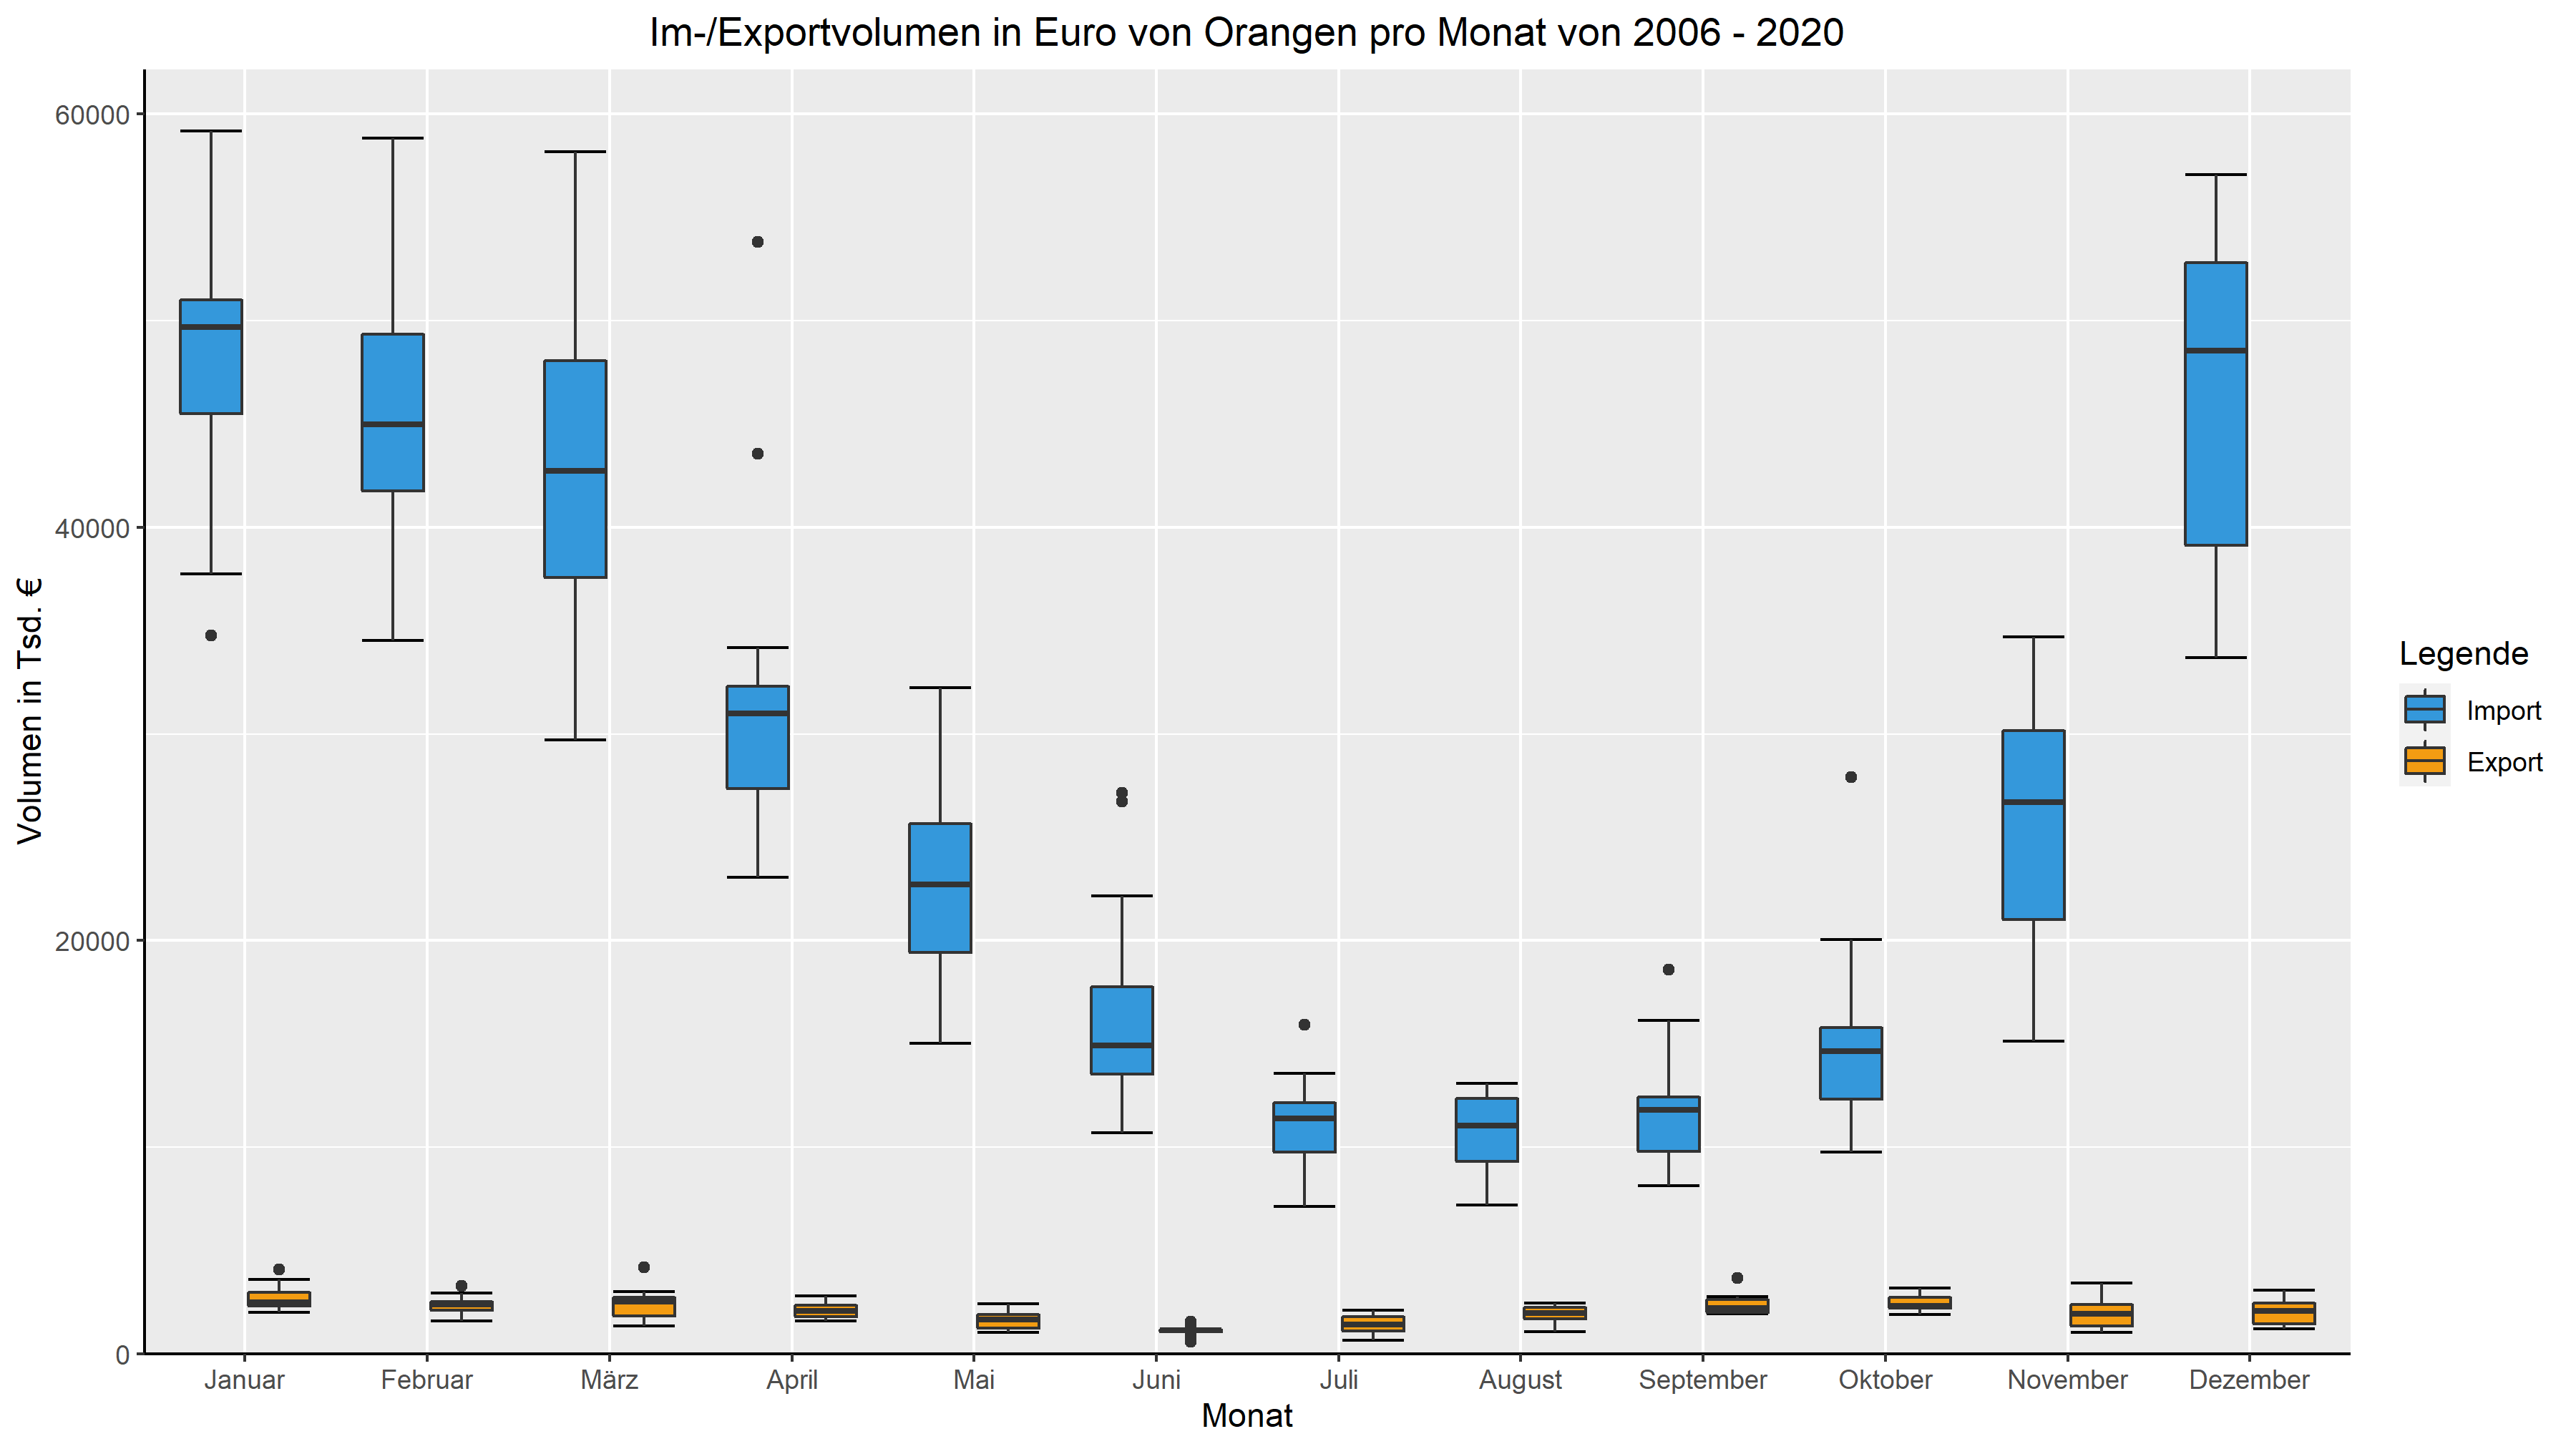 Im-/Exportvolumen in Euro von Orangen pro Monat von 2006 - 2020
Volumen in Tsd. €
60000
40000
20000
0
Januar Februar März April Mai Juni Juli August September Oktober November Dezember
Monat
Legende
Import
Export